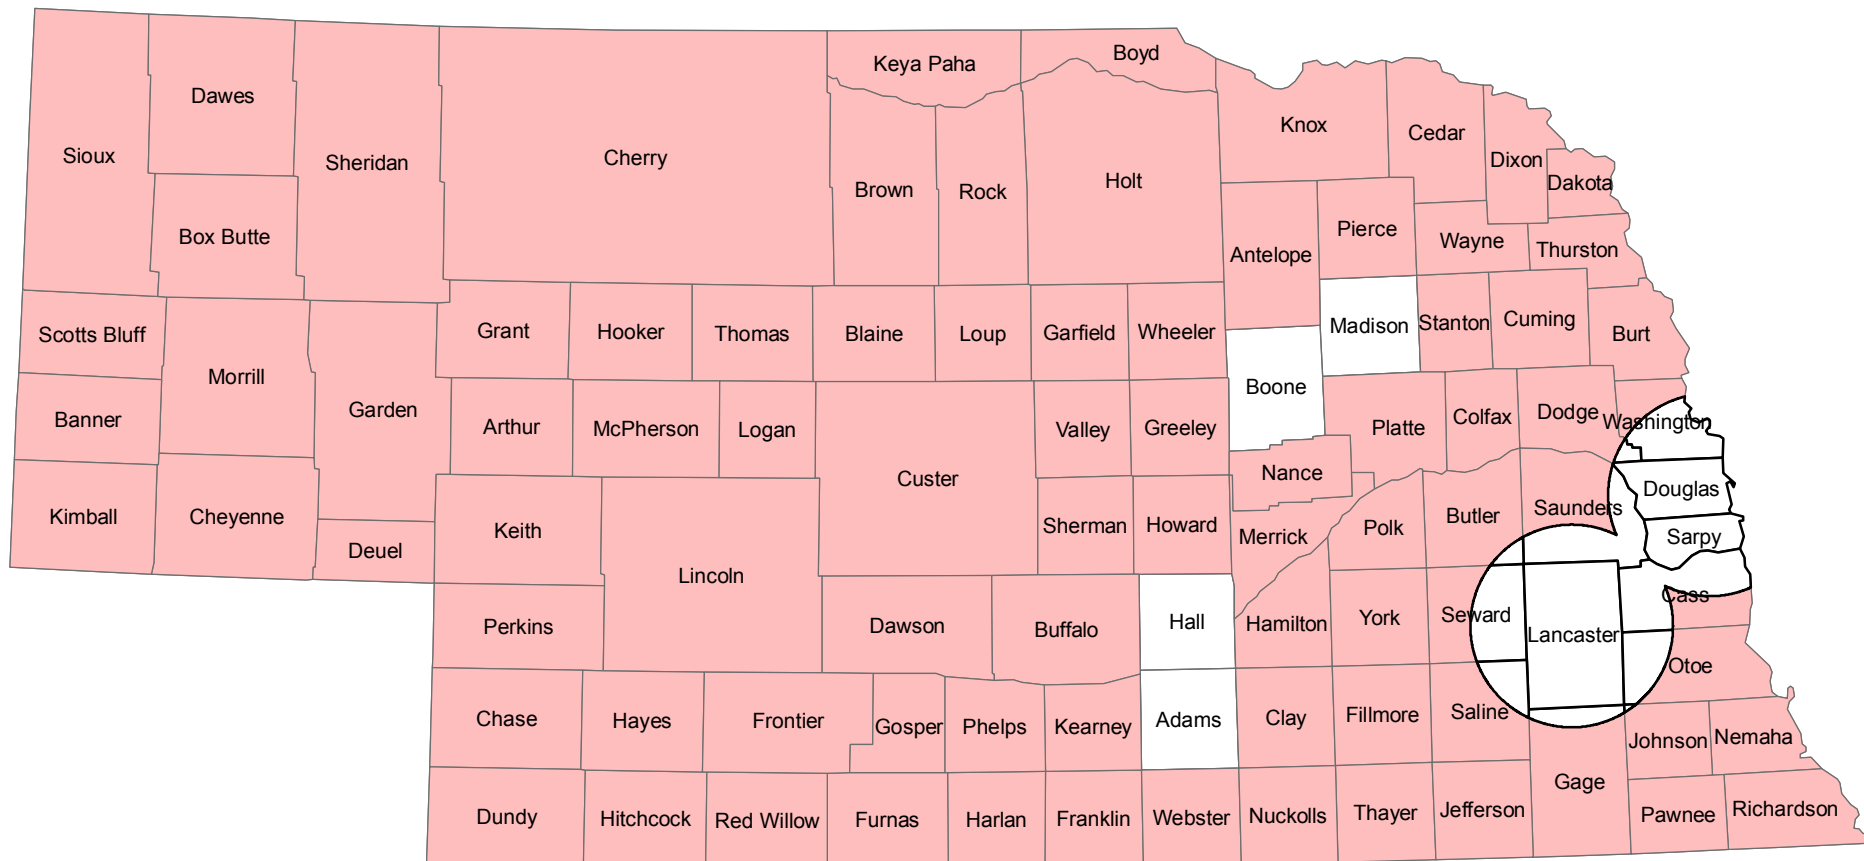 Boyd
Keya Paha
Dawes
Knox
Cedar
Sioux
Sheridan
Cherry
Brown
Rock
Holt
Dixon
Dakota
Box Butte
Antelope
Pierce
Wayne
Thurston
Scotts Bluff
Grant
Hooker
Thomas
Blaine
Loup
Garfield
Wheeler
Madison
Stanton
Cuming
Burt
Morrill
Boone
Banner
Garden
Arthur
McPherson
Logan
Valley
Greeley
Platte
Colfax
Dodge
Washington
Custer
Nance
Kimball
Cheyenne
Keith
Sherman
Howard
Merrick
Polk
Butler
Saunders
Douglas
Sarpy
Deuel
Lincoln
Cass
Perkins
Dawson
Buffalo
Hall
Hamilton
York
Seward
Lancaster
Otoe
Chase
Hayes
Frontier
Gosper
Phelps
Kearney
Adams
Clay
Fillmore
Saline
Johnson
Nemaha
Gage
Dundy
Hitchcock
Red Willow
Furnas
Harlan
Franklin
Webster
Nuckolls
Thayer
Jefferson
Pawnee
Richardson